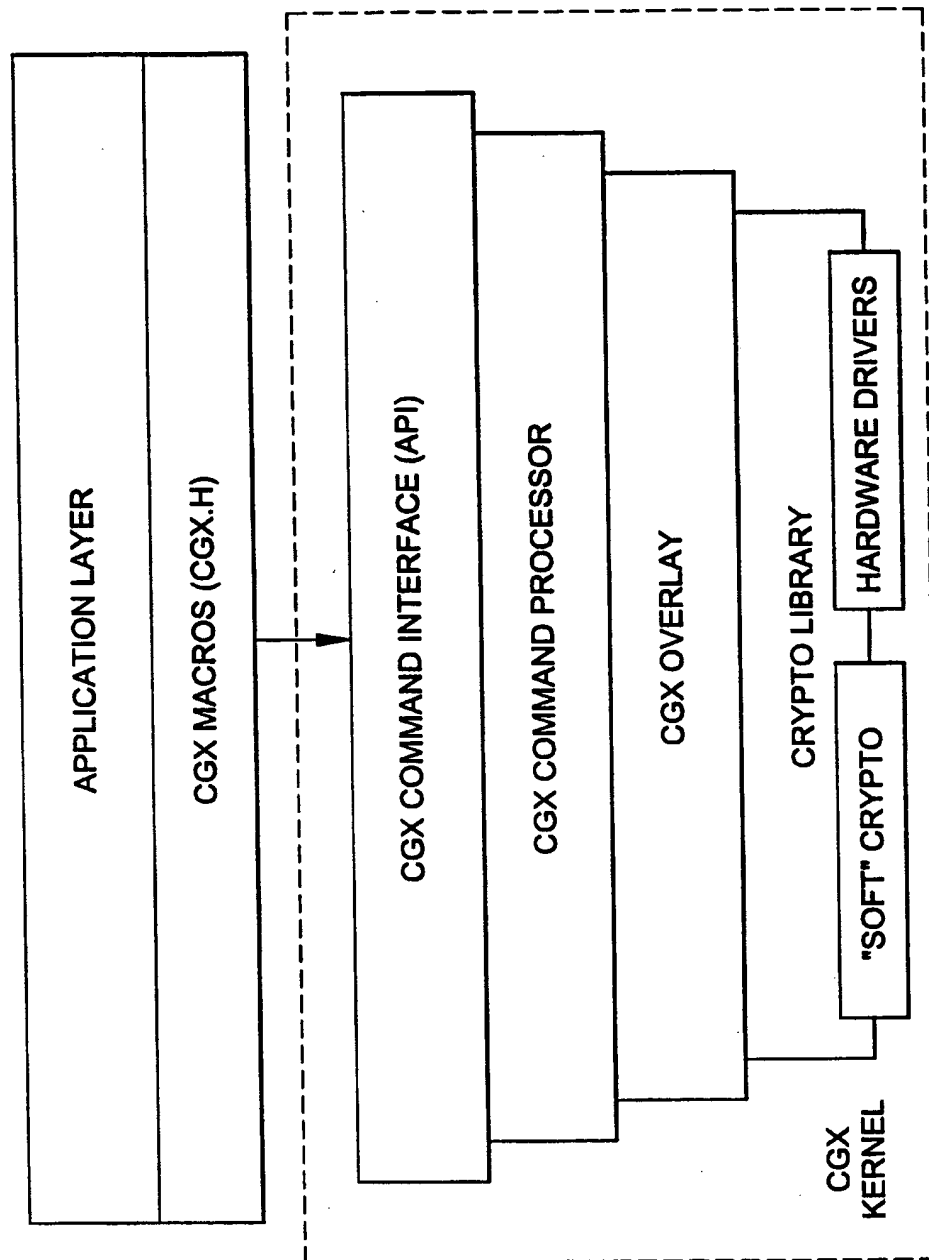 APPLICATION LAYER
CGX MACROS (CGX.H)
CGX COMMAND INTERFACE (API)
CGX COMMAND PROCESSOR
CGX OVERLAY
CRYPTO LIBRARY
"SOFT" CRYPTO
HARDWARE DRIVERS
CGX
KERNEL